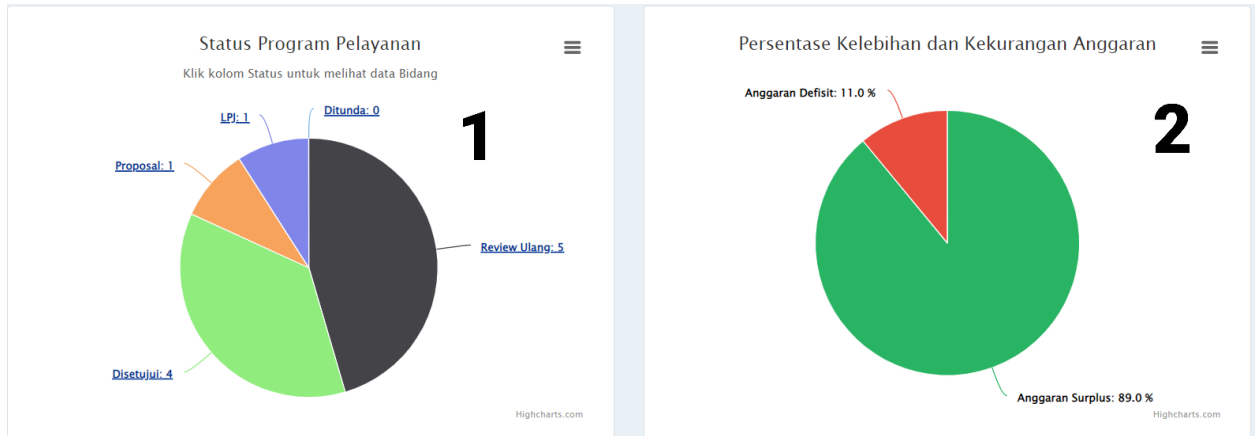 Status Program Pelayanan
Klik kolom Status untuk melihat data Bidang
Ditunda: 0
LPJ: 1
1
Proposal: 1
Review Ulang: 5
Disetujui: 4
Highcharts.com
Persentase Kelebihan dan Kekurangan Anggaran
Anggaran Defisit: 11.0 %
2
Anggaran Surplus: 89.0 %
Highcharts.com